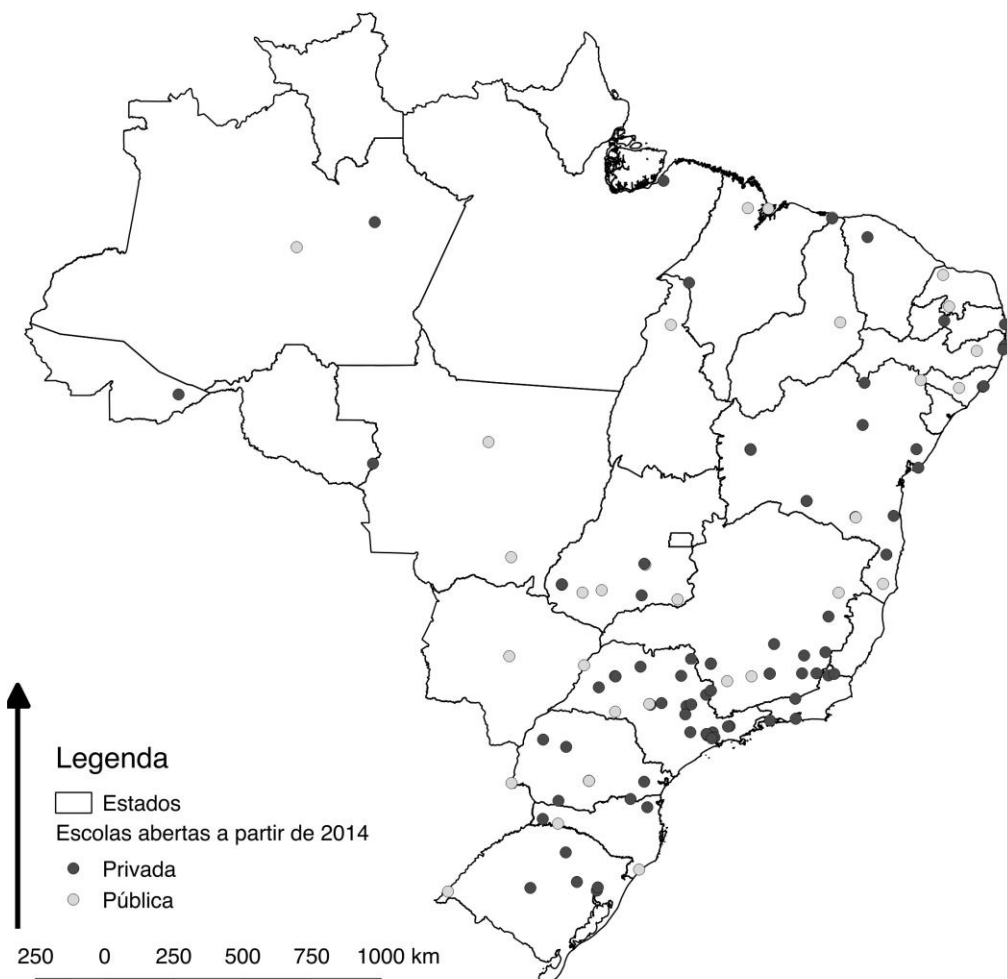 Legenda
Estados
Escolas abertas a partir de 2014
Privada
Pública
250 0 250 500 750 1000 km